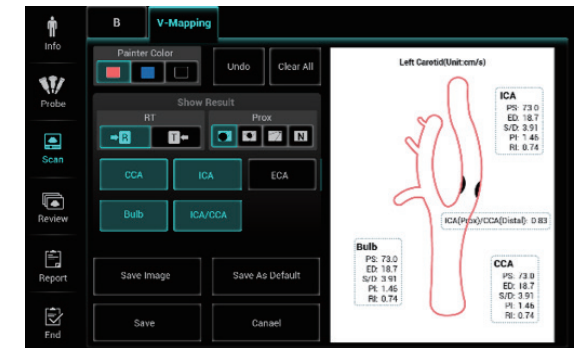 Info
Probe
Scan
Review
Report
End
B
V-Mapping
Painter Color
Undo
Clear All
Show Result
RT
Prox
R
T
N
CCA
ICA
ECA
Bulb
ICA/CCA
Save Image
Save As Default
Save
Canael
Left Carotid(Unit:cm/s)
ICA
PS: 73.0
ED: 18.7
S/D: 3.91
PI: 1.46
RI: 0.74
ICA(Prox)/CCA(Distal): 0.83
Bulb
PS: 73.0
ED: 18.7
S/D: 3.91
PI: 1.46
RI: 0.74
CCA
PS: 73.0
ED: 18.7
S/D: 3.91
PI: 1.46
RI: 0.74